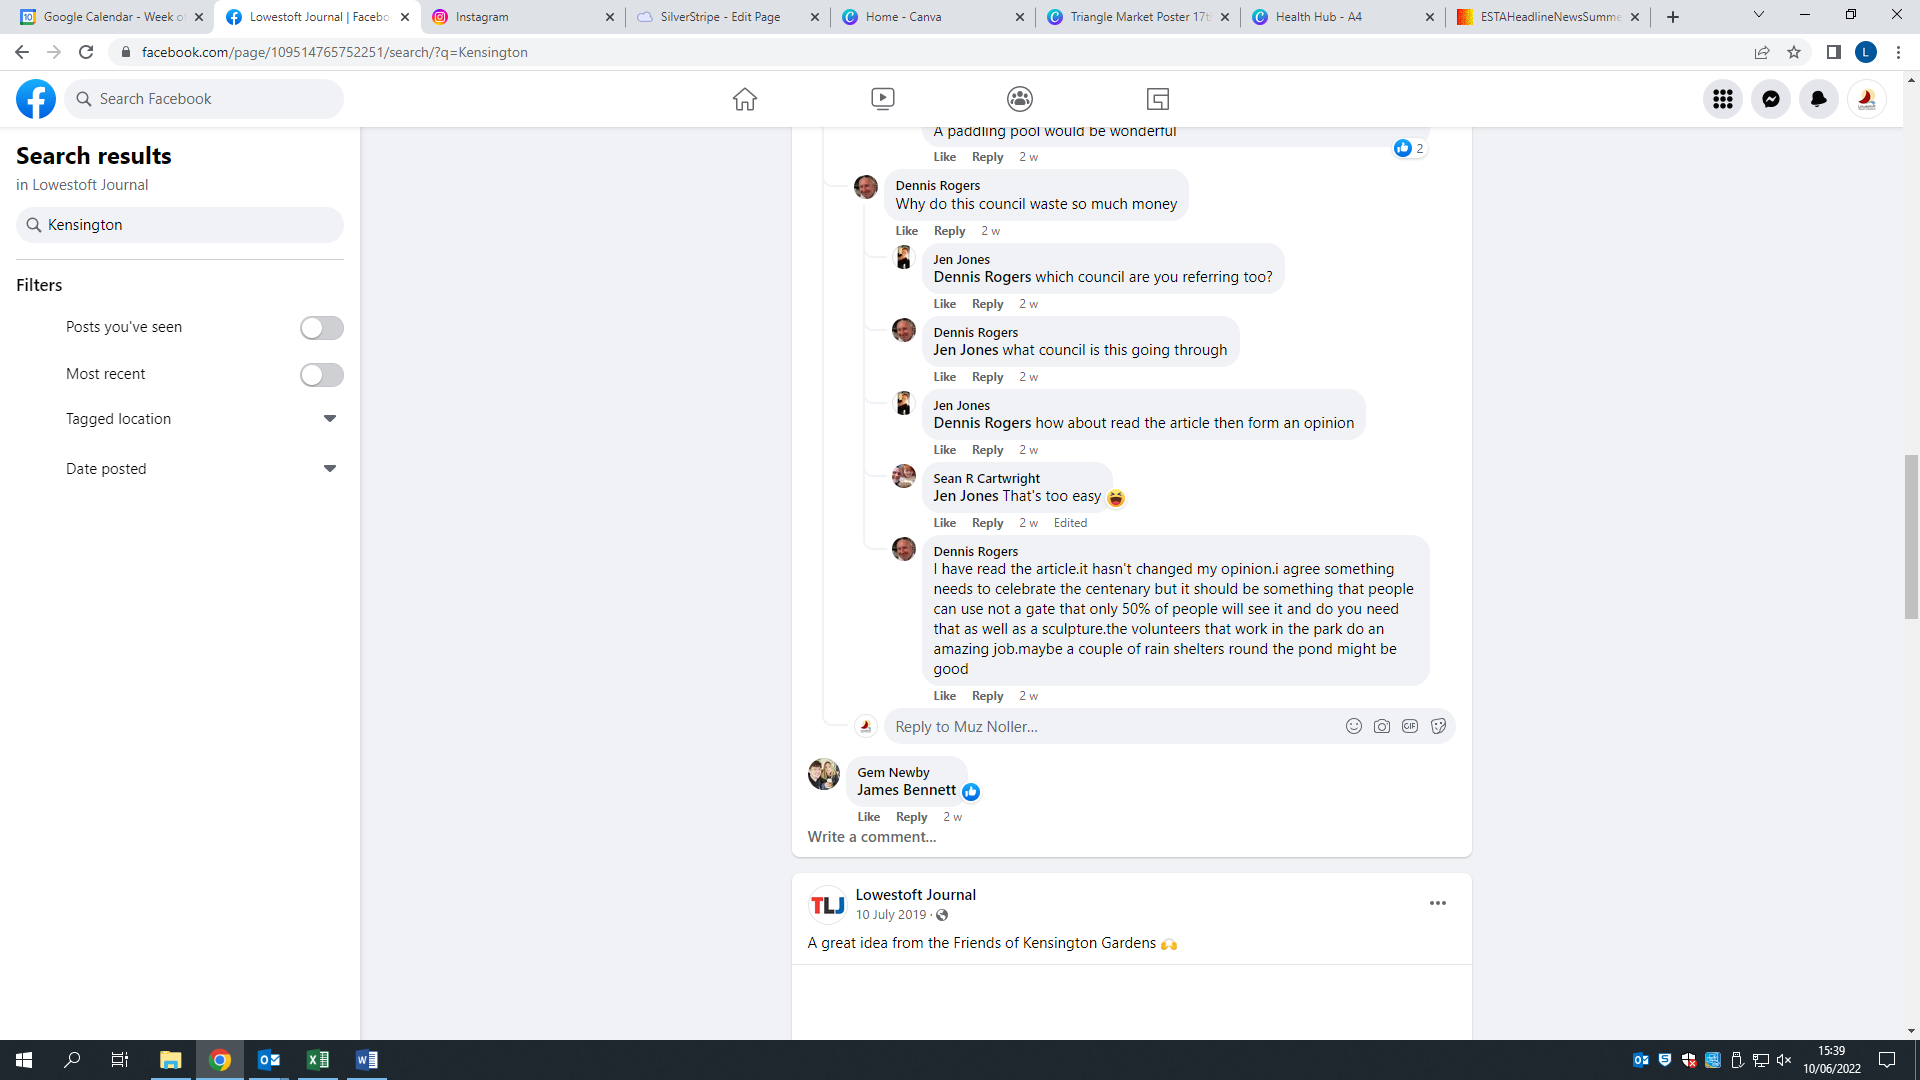 Google Calendar - Week o
Lowestoft Journal | Facebo
Instagram
SilverStripe - Edit Page
Home - Canva
Triangle Market Poster 17t
Health Hub - A4
ESTAHeadlineNewsSumme
facebook.com/page/109514765752251/search/?q=Kensington
L
Search Facebook
Search results
in Lowestoft Journal
Kensington
Filters
Posts you've seen
Most recent
Tagged location
Date posted
A paddling pool would be wonderful
2
Like Reply 2 w
Dennis Rogers
Why do this council waste so much money
Like Reply 2 w
Jen Jones
Dennis Rogers which council are you referring too?
Like Reply 2 w
Dennis Rogers
Jen Jones what council is this going through
Like Reply 2 w
Jen Jones
Dennis Rogers how about read the article then form an opinion
Like Reply 2 w
Sean R Cartwright
Jen Jones That's too easy
Like Reply 2 w Edited
Dennis Rogers
I have read the article.it hasn't changed my opinion.i agree something
needs to celebrate the centenary but it should be something that people
can use not a gate that only 50% of people will see it and do you need
that as well as a sculpture.the volunteers that work in the park do an
amazing job.maybe a couple of rain shelters round the pond might be
good
Like Reply 2 w
Reply to Muz Noller...
GIF
Gem Newby
James Bennett
Like Reply 2 w
Write a comment...
TLJ
Lowestoft Journal
10 July 2019 ·
A great idea from the Friends of Kensington Gardens 🙌
15:39
10/06/2022